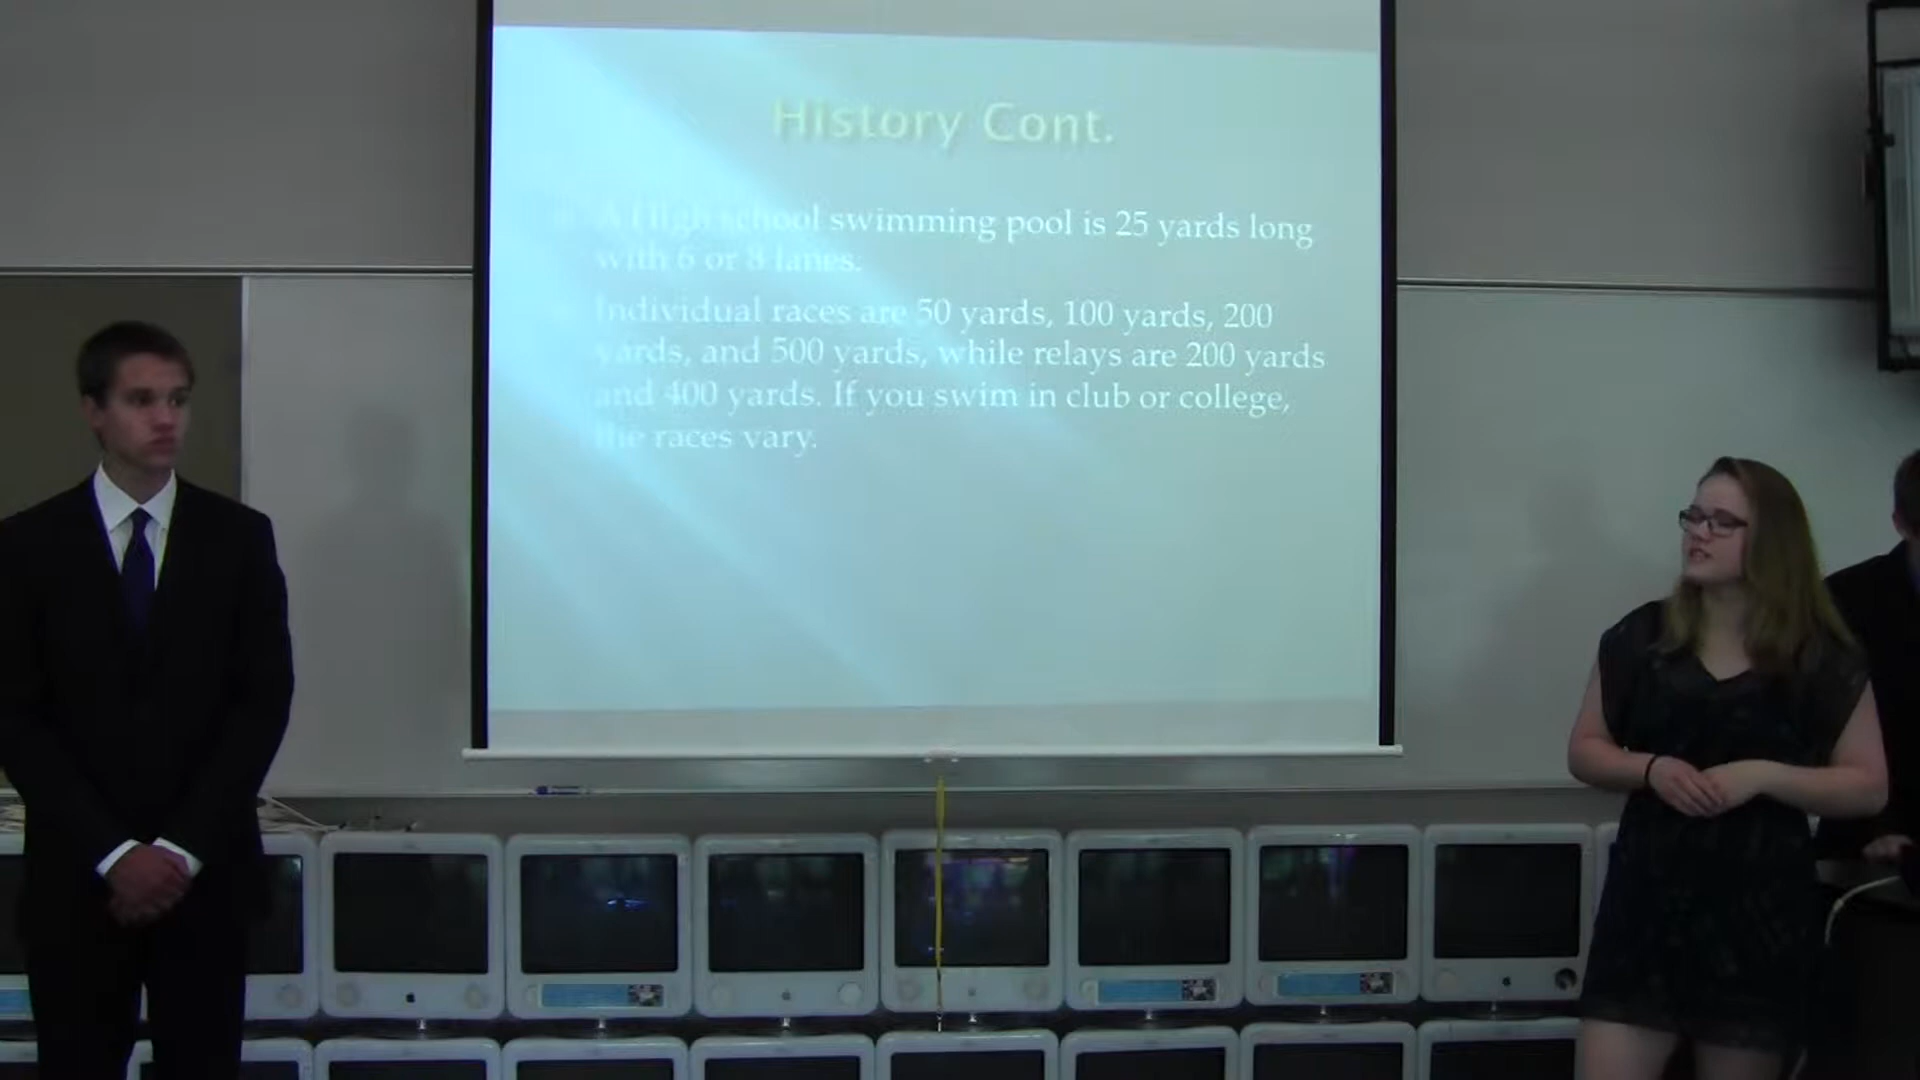 History Cont.
A High school swimming pool is 25 yards long
with 6 or 8 lanes.
Individual races are 50 yards, 100 yards, 200
yards, and 500 yards, while relays are 200 yards
and 400 yards. If you swim in club or college,
the races vary.